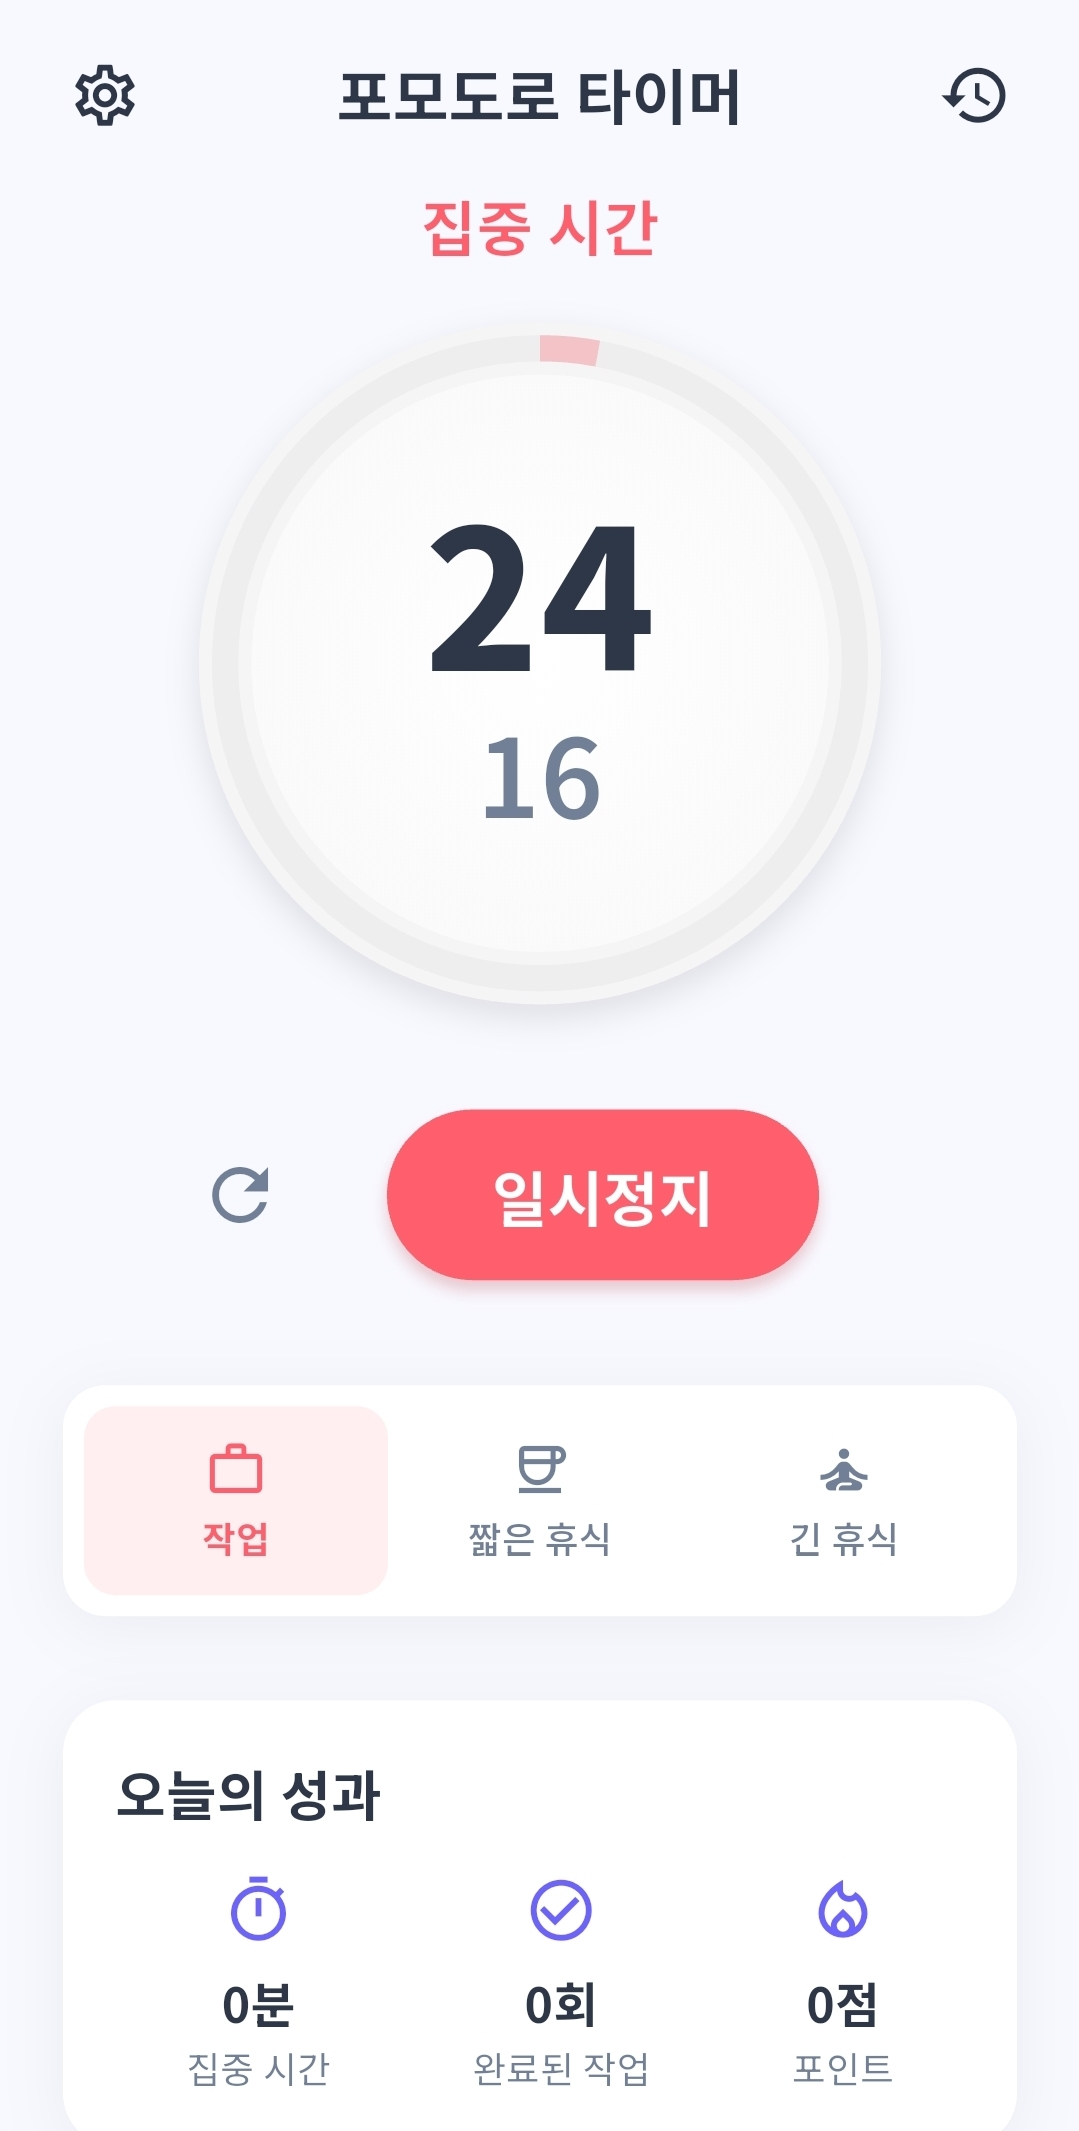 포모도로 타이머
집중 시간
24
16
일시정지
작업
짧은 휴식
긴 휴식
오늘의 성과
0분
0회
0점
집중 시간
완료된 작업
포인트